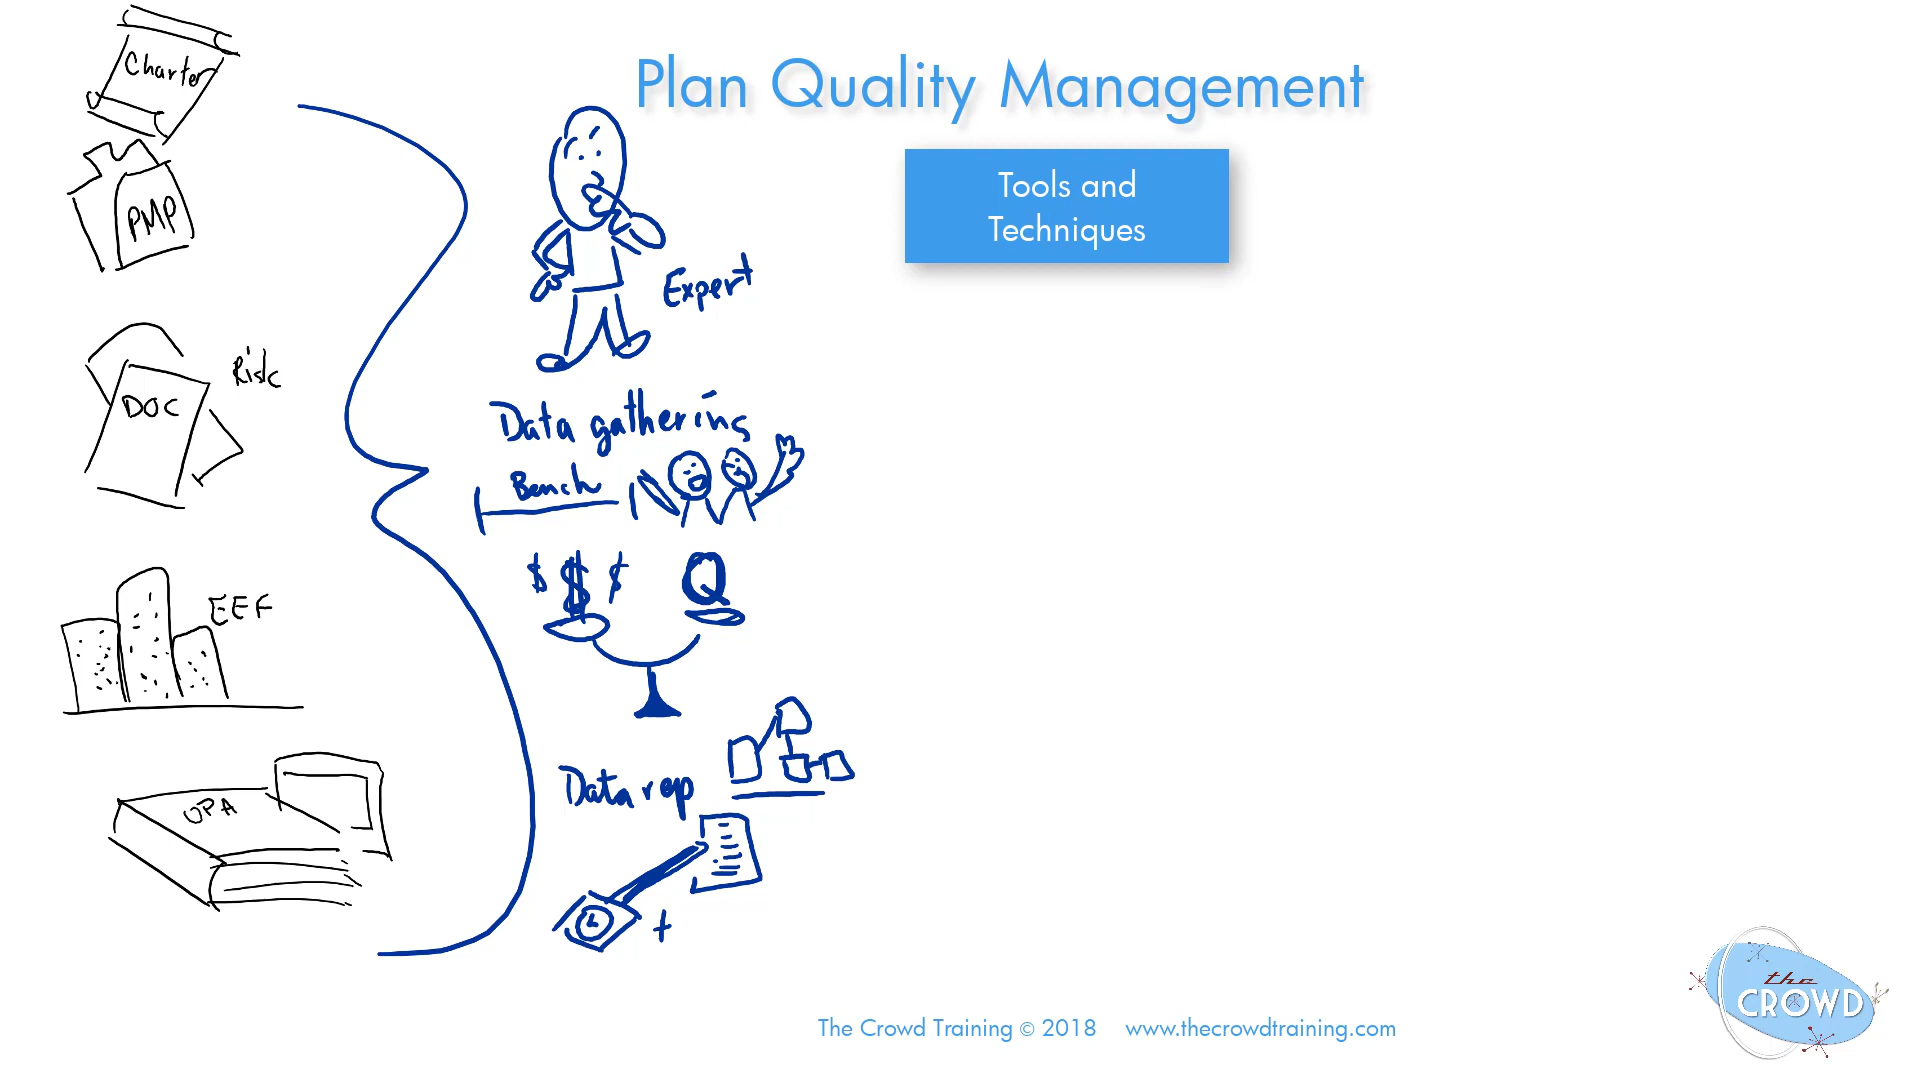 Plan Quality Management
Tools and
Techniques
Charter
PMP
Risk
DOC
EEF
OPA
Expert
Data gathering
Bench
$ $ $ Q
Data rep
+
The Crowd Training © 2018 www.thecrowdtraining.com
the
CROWD